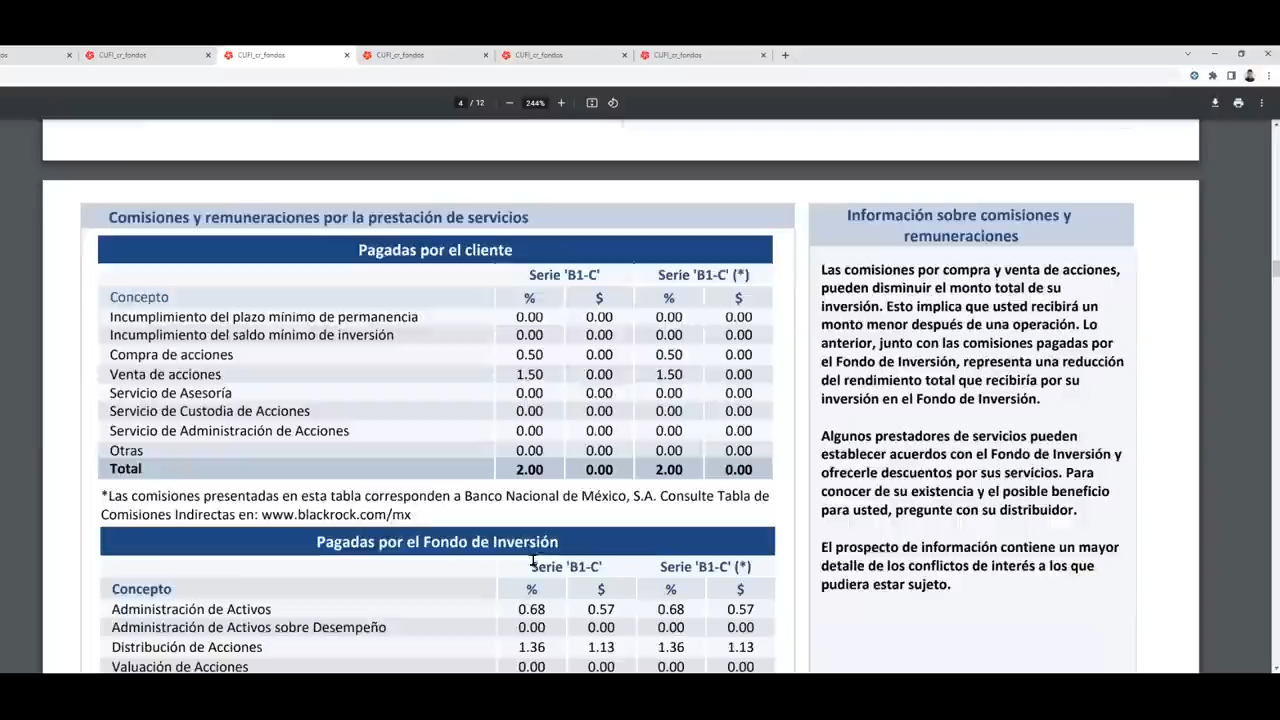 CUFI_cr_fondos CUFI_cr_fondos CUFI_cr_fondos CUFI_cr_fondos CUFI_cr_fondos
4 / 12 − 244% +
Comisiones y remuneraciones por la prestación de servicios
Pagadas por el cliente
Serie 'B1-C' Serie 'B1-C' (*)
Concepto % $ % $
Incumplimiento del plazo mínimo de permanencia 0.00 0.00 0.00 0.00
Incumplimiento del saldo mínimo de inversión 0.00 0.00 0.00 0.00
Compra de acciones 0.50 0.00 0.50 0.00
Venta de acciones 1.50 0.00 1.50 0.00
Servicio de Asesoría 0.00 0.00 0.00 0.00
Servicio de Custodia de Acciones 0.00 0.00 0.00 0.00
Servicio de Administración de Acciones 0.00 0.00 0.00 0.00
Otras 0.00 0.00 0.00 0.00
Total 2.00 0.00 2.00 0.00
*Las comisiones presentadas en esta tabla corresponden a Banco Nacional de México, S.A. Consulte Tabla de
Comisiones Indirectas en: www.blackrock.com/mx
Pagadas por el Fondo de Inversión
Serie 'B1-C' Serie 'B1-C' (*)
Concepto % $ % $
Administración de Activos 0.68 0.57 0.68 0.57
Administración de Activos sobre Desempeño 0.00 0.00 0.00 0.00
Distribución de Acciones 1.36 1.13 1.36 1.13
Valuación de Acciones 0.00 0.00 0.00 0.00
Información sobre comisiones y
remuneraciones
Las comisiones por compra y venta de acciones,
pueden disminuir el monto total de su
inversión. Esto implica que usted recibirá un
monto menor después de una operación. Lo
anterior, junto con las comisiones pagadas por
el Fondo de Inversión, representa una reducción
del rendimiento total que recibiría por su
inversión en el Fondo de Inversión.
Algunos prestadores de servicios pueden
establecer acuerdos con el Fondo de Inversión y
ofrecerle descuentos por sus servicios. Para
conocer de su existencia y el posible beneficio
para usted, pregunte con su distribuidor.
El prospecto de información contiene un mayor
detalle de los conflictos de interés a los que
pudiera estar sujeto.